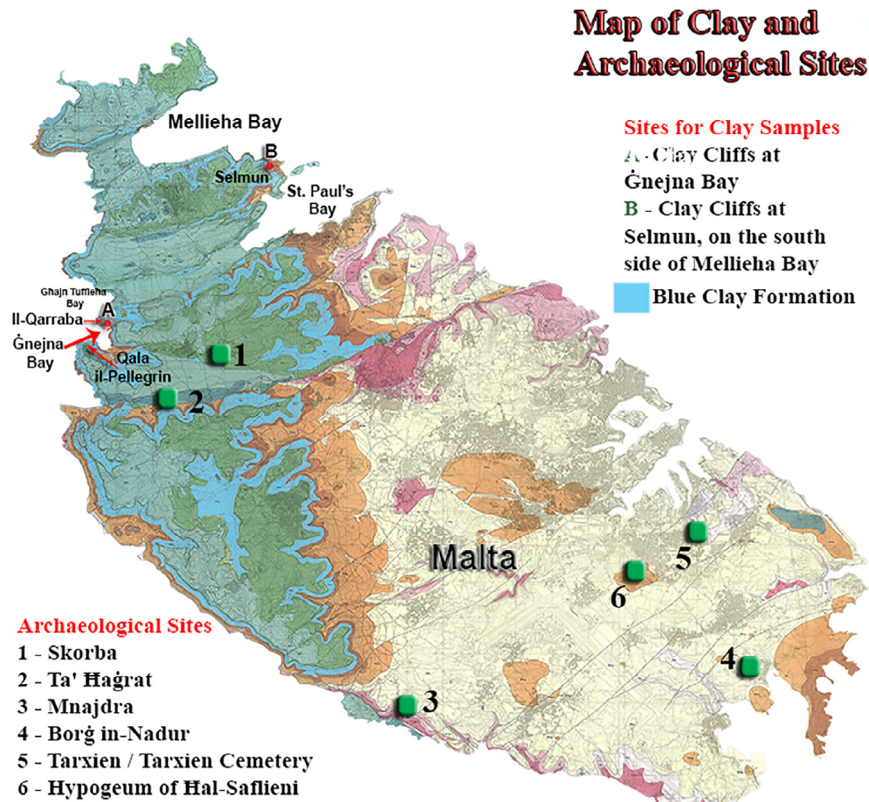 Map of Clay and
Archaeological Sites
Sites for Clay Samples
A - Clay Cliffs at
Ġnejna Bay
B - Clay Cliffs at
Selmun, on the south
side of Mellieha Bay
Blue Clay Formation
Mellieha Bay
B
Selmun
St. Paul's
Bay
Ghajn Tuffieha
Bay
A
Il-Qarraba
Ġnejna
Bay
Qala
il-Pellegrin
1
2
Malta
5
6
4
3
Archaeological Sites
1 - Skorba
2 - Ta' Ħaġrat
3 - Mnajdra
4 - Borġ in-Nadur
5 - Tarxien / Tarxien Cemetery
6 - Hypogeum of Ħal-Saflieni